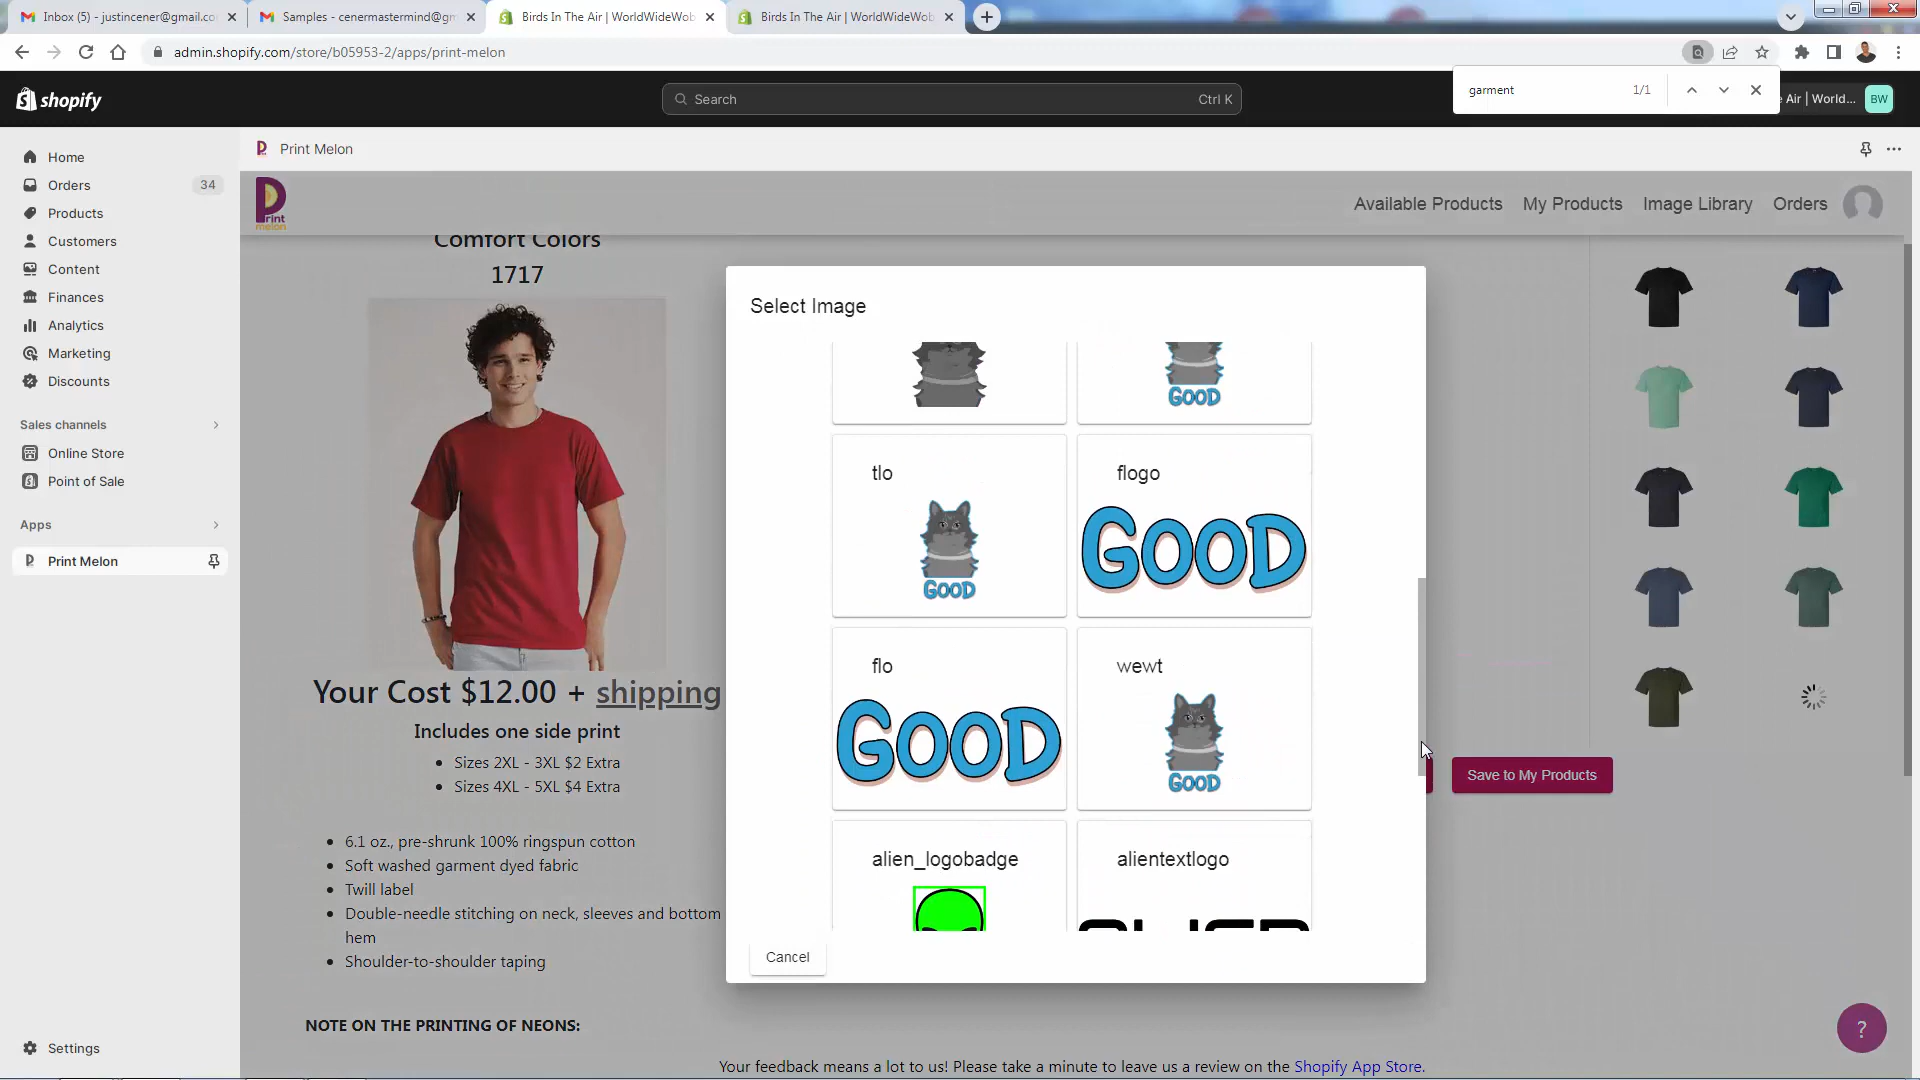 Inbox (5) - justincener@gmail.co
Samples - cenermastermind@gm
Birds In The Air | WorldWideWob
Birds In The Air | WorldWideWob
admin.shopify.com/store/b05953-2/apps/print-melon
garment
1/1
shopify
Search
Ctrl K
e Air | World...
BW
Home
Orders
34
Products
Customers
Content
Finances
Analytics
Marketing
Discounts
Sales channels
Online Store
Point of Sale
Apps
Print Melon
Settings
Print Melon
Print
melon
Available Products
My Products
Image Library
Orders
Comfort Colors
1717
Your Cost $12.00 + shipping
Includes one side print
Sizes 2XL - 3XL $2 Extra
Sizes 4XL - 5XL $4 Extra
6.1 oz., pre-shrunk 100% ringspun cotton
Soft washed garment dyed fabric
Twill label
Double-needle stitching on neck, sleeves and bottom
hem
Shoulder-to-shoulder taping
NOTE ON THE PRINTING OF NEONS:
Select Image
GOOD
tlo
GOOD
flogo
GOOD
flo
GOOD
wewt
GOOD
alien_logobadge
alientextlogo
Cancel
Save to My Products
?
Your feedback means a lot to us! Please take a minute to leave us a review on the Shopify App Store.